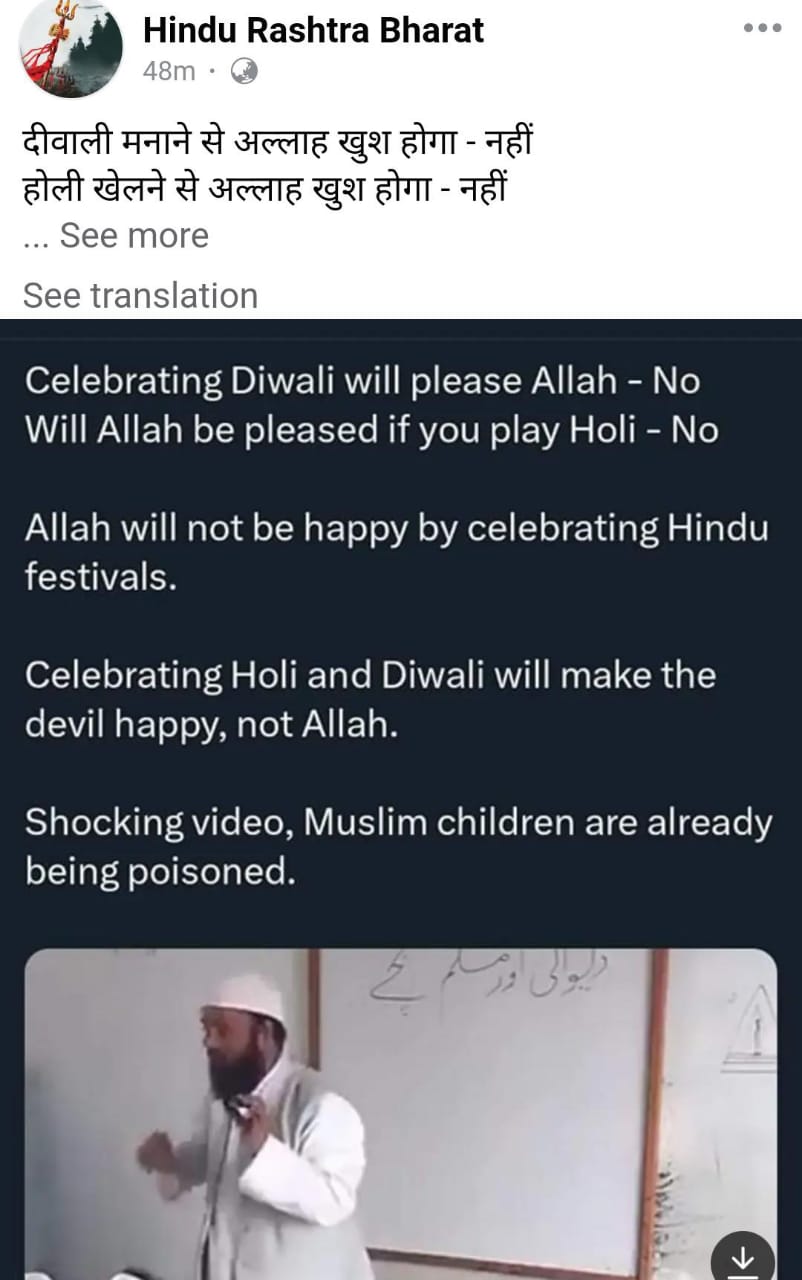 Hindu Rashtra Bharat
48m ·
दीवाली मनाने से अल्लाह खुश होगा - नहीं
होली खेलने से अल्लाह खुश होगा - नहीं
... See more
See translation
Celebrating Diwali will please Allah – No
Will Allah be pleased if you play Holi – No
Allah will not be happy by celebrating Hindu
festivals.
Celebrating Holi and Diwali will make the
devil happy, not Allah.
Shocking video, Muslim children are already
being poisoned.
دیوالی اور مسلم بچے